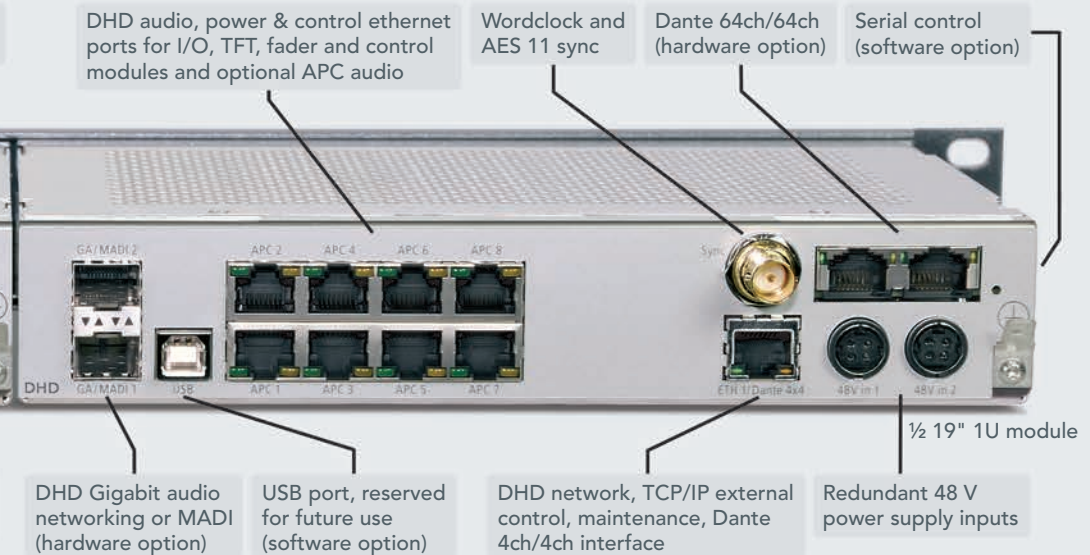 DHD audio, power & control ethernet
ports for I/O, TFT, fader and control
modules and optional APC audio
Wordclock and
AES 11 sync
Dante 64ch/64ch
(hardware option)
Serial control
(software option)
GA/MADI 2
APC 2
APC 4
APC 6
APC 8
Sync
DHD
GA/MADI 1
USB
APC 1
APC 3
APC 5
APC 7
ETH 1/Dante 4x4
48V in 1
48V in 2
½ 19" 1U module
DHD Gigabit audio
networking or MADI
(hardware option)
USB port, reserved
for future use
(software option)
DHD network, TCP/IP external
control, maintenance, Dante
4ch/4ch interface
Redundant 48 V
power supply inputs